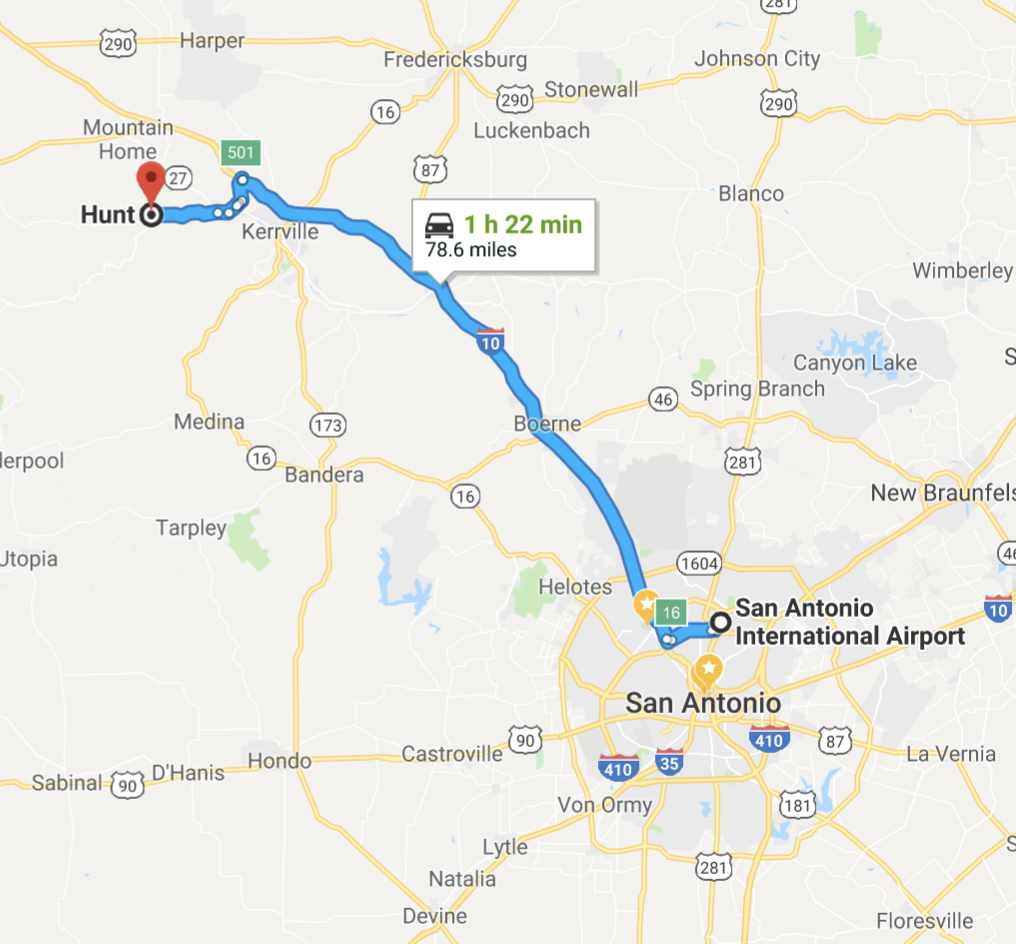 281
290
Harper
Fredericksburg
Johnson City
290
Stonewall
290
16
Luckenbach
Mountain
Home
501
87
27
Blanco
Hunt
Kerrville
1 h 22 min
78.6 miles
Wimberley
10
S
Canyon Lake
Spring Branch
46
Medina
173
Boerne
16
lerpool
Bandera
281
16
New Braunfels
Tarpley
Utopia
46
1604
Helotes
16
San Antonio
International Airport
10
San Antonio
90
410
87
Castroville
La Vernia
Hondo
D'Hanis
Sabinal
90
410
35
Von Ormy
181
Lytle
S
281
Natalia
Devine
Floresville